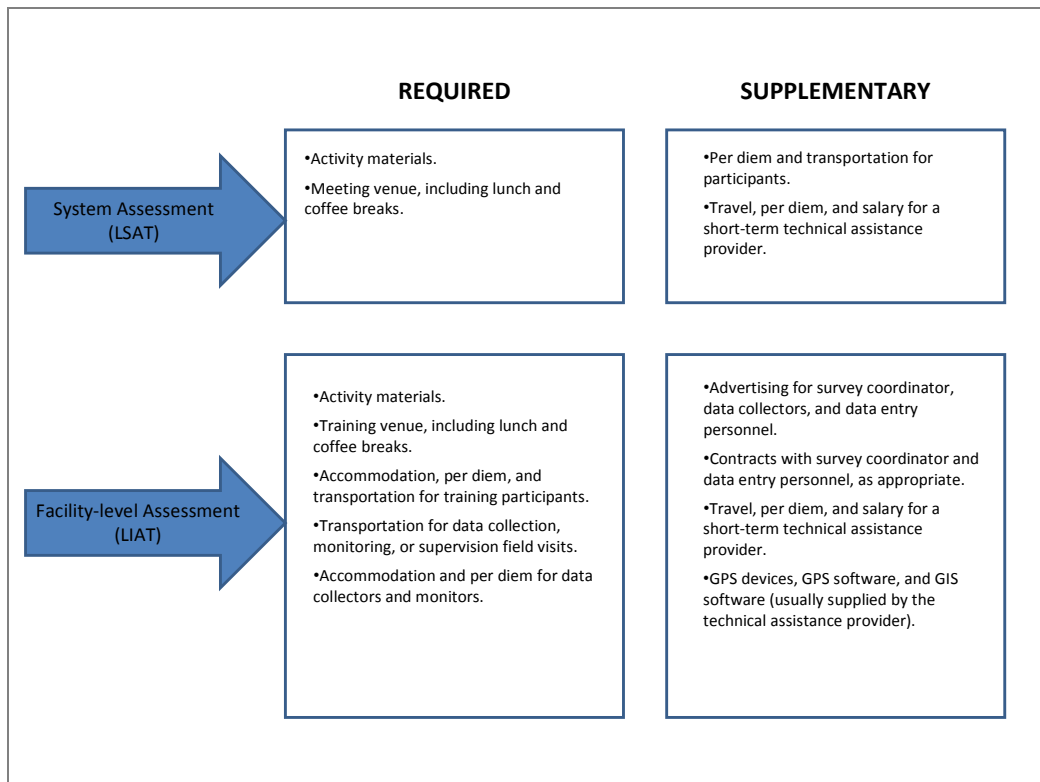 REQUIRED
SUPPLEMENTARY
System Assessment
(LSAT)
•Activity materials.
•Meeting venue, including lunch and
coffee breaks.
•Per diem and transportation for
participants.
•Travel, per diem, and salary for a
short-term technical assistance
provider.
Facility-level Assessment
(LIAT)
•Activity materials.
•Training venue, including lunch and
coffee breaks.
•Accommodation, per diem, and
transportation for training participants.
•Transportation for data collection,
monitoring, or supervision field visits.
•Accommodation and per diem for data
collectors and monitors.
•Advertising for survey coordinator,
data collectors, and data entry
personnel.
•Contracts with survey coordinator and
data entry personnel, as appropriate.
•Travel, per diem, and salary for a
short-term technical assistance
provider.
•GPS devices, GPS software, and GIS
software (usually supplied by the
technical assistance provider).